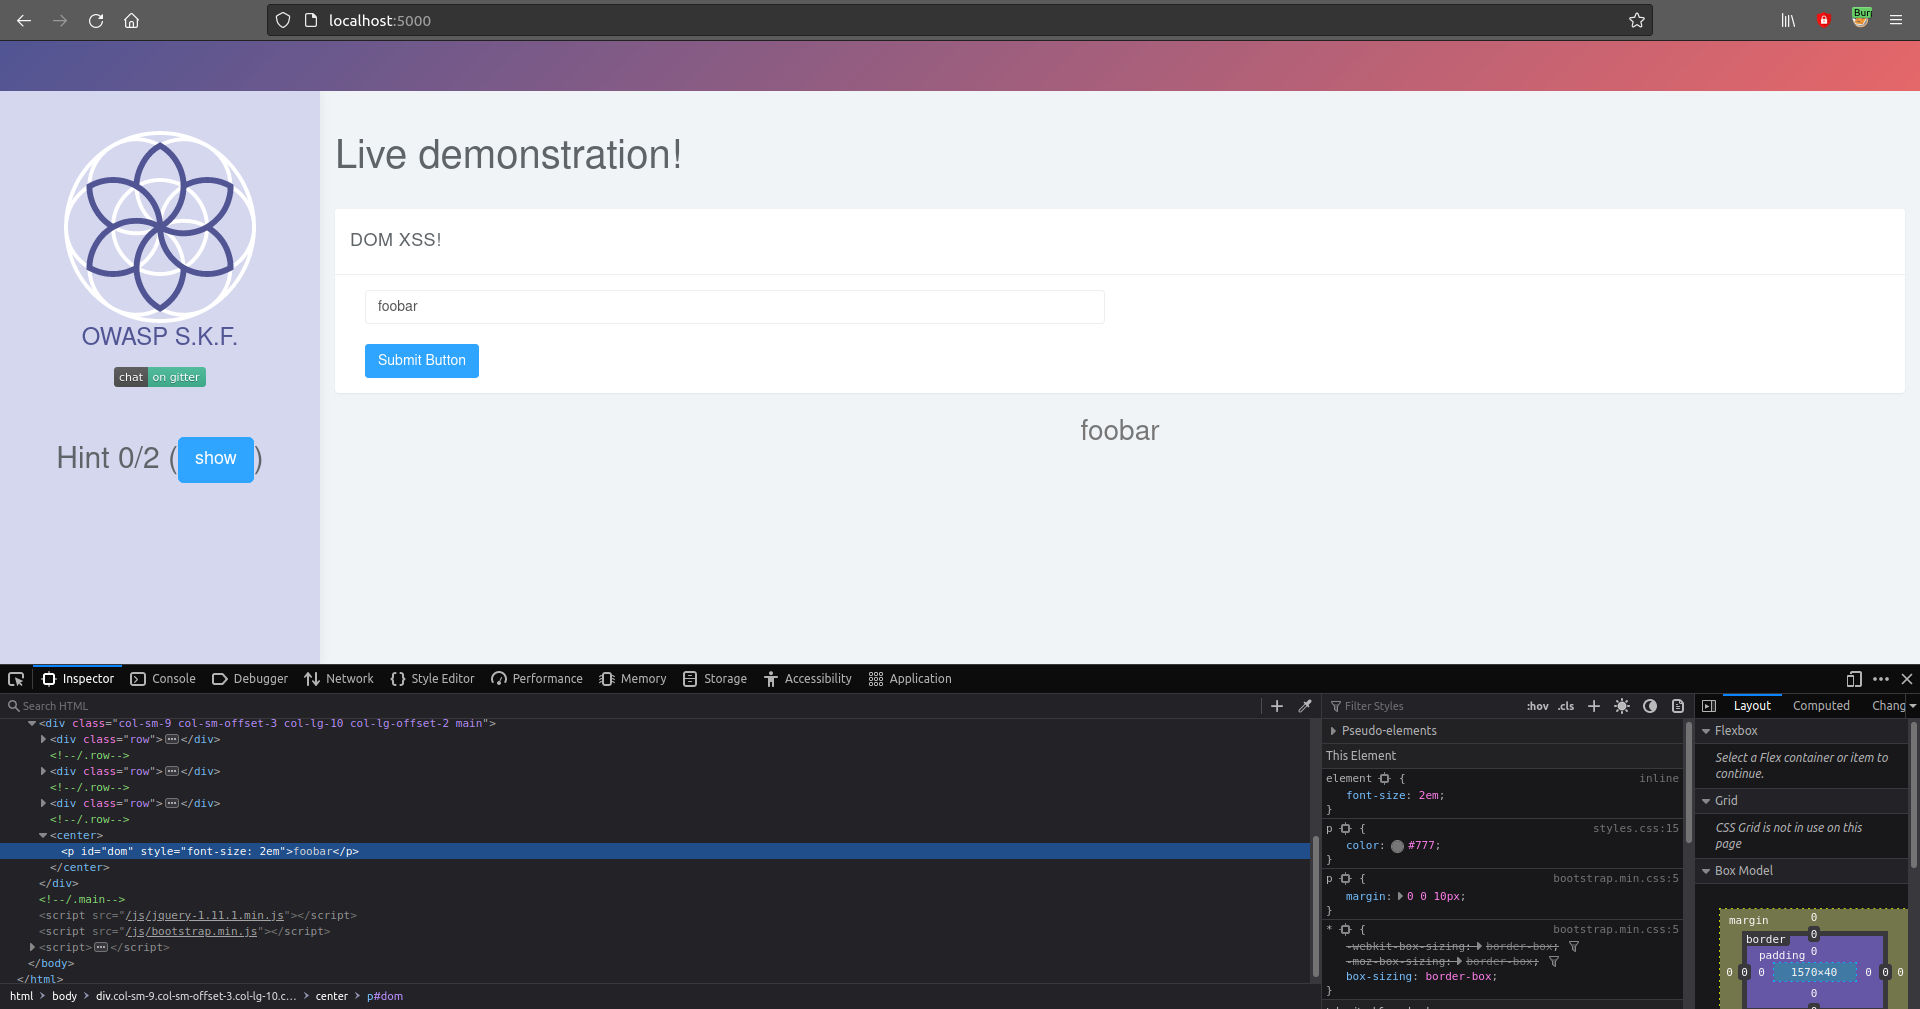 localhost:5000
Bur
Live demonstration!
DOM XSS!
foobar
Submit Button
foobar
OWASP S.K.F.
chat on gitter
Hint 0/2 (show)
Inspector Console Debugger Network Style Editor Performance Memory Storage Accessibility Application
Search HTML
<div class="col-sm-9 col-sm-offset-3 col-lg-10 col-lg-offset-2 main">
<div class="row"></div>
<!--/.row-->
<div class="row"></div>
<!--/.row-->
<div class="row"></div>
<!--/.row-->
<center>
<p id="dom" style="font-size: 2em">foobar</p>
</center>
</div>
<!--/.main-->
<script src="/js/jquery-1.11.1.min.js"></script>
<script src="/js/bootstrap.min.js"></script>
<script></script>
</body>
</html>
html body div.col-sm-9.col-sm-offset-3.col-lg-10.c... center p#dom
Filter Styles :hov .cls
Pseudo-elements
This Element
element { inline
font-size: 2em;
}
p { styles.css:15
color: #777;
}
p { bootstrap.min.css:5
margin: 0 0 10px;
}
* { bootstrap.min.css:5
-webkit-box-sizing: border-box;
-moz-box-sizing: border-box;
box-sizing: border-box;
}
Layout Computed Chang
Flexbox
Select a Flex container or item to
continue.
Grid
CSS Grid is not in use on this
page
Box Model
margin 0
border 0
padding 0
0 0 0 1570×40 0 0 0
0
0